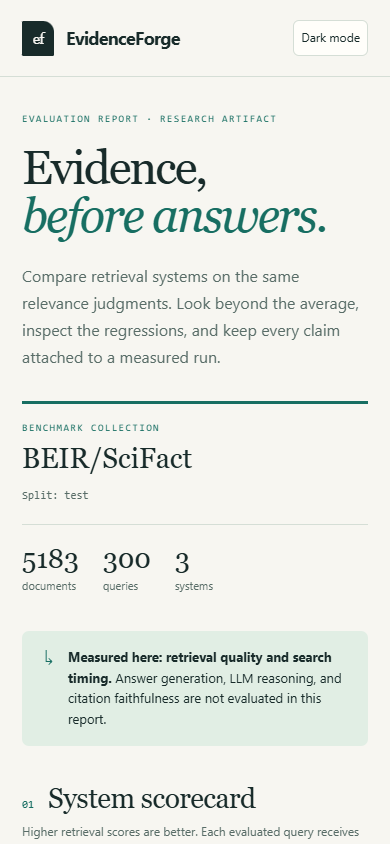 ef EvidenceForge Dark mode
EVALUATION REPORT · RESEARCH ARTIFACT
Evidence,
before answers.
Compare retrieval systems on the same
relevance judgments. Look beyond the average,
inspect the regressions, and keep every claim
attached to a measured run.
BENCHMARK COLLECTION
BEIR/SciFact
Split: test
5183 300 3
documents queries systems
↳ Measured here: retrieval quality and search
timing. Answer generation, LLM reasoning, and
citation faithfulness are not evaluated in this
report.
01 System scorecard
Higher retrieval scores are better. Each evaluated query receives